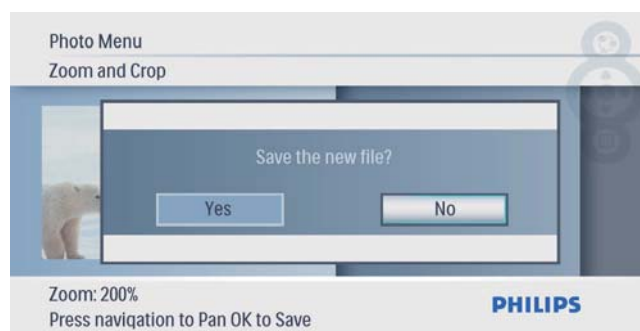 Photo Menu
Zoom and Crop
Save the new file?
Yes No
Zoom: 200%
Press navigation to Pan OK to Save
PHILIPS